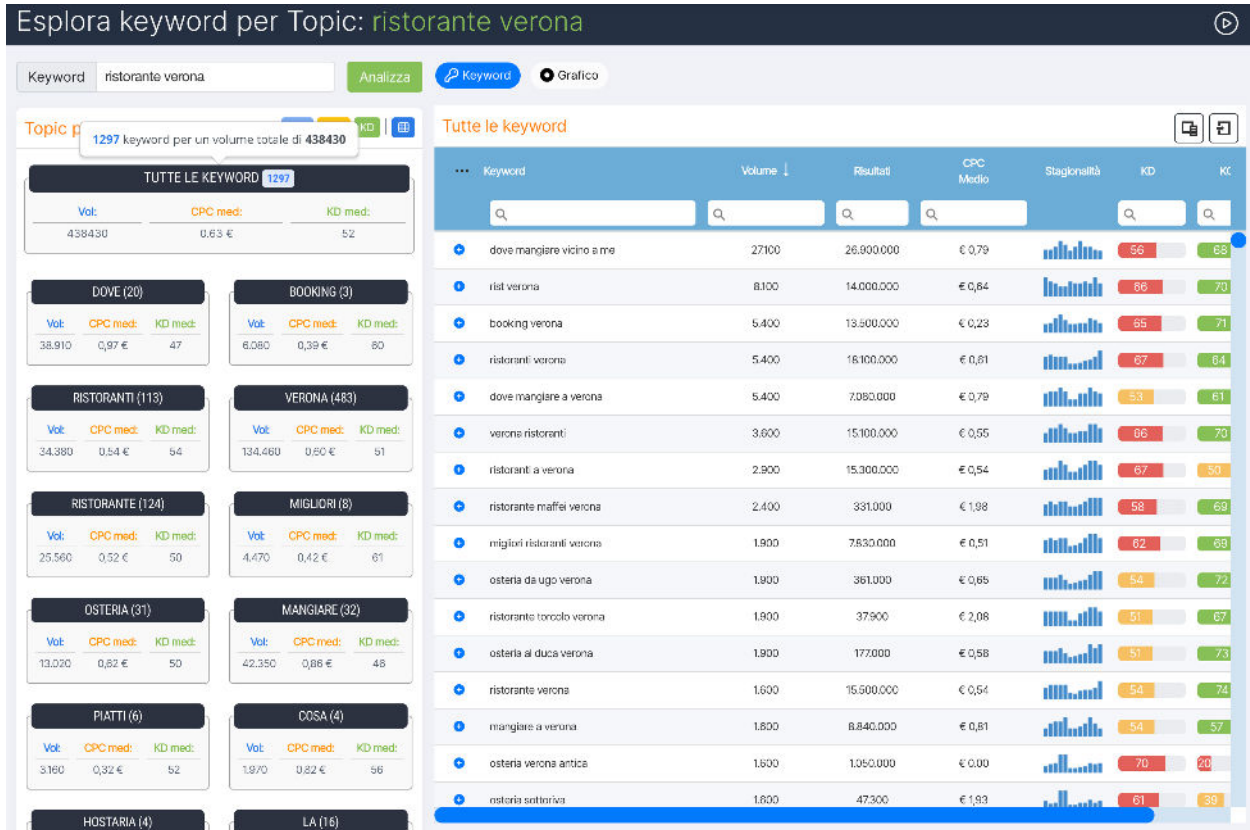 Esplora keyword per Topic: ristorante verona
Keyword ristorante verona Analizza
Keyword Grafico
Topic p KD
1297 keyword per un volume totale di 438430
TUTTE LE KEYWORD 1297
Vol: CPC med: KD med:
438430 0.63 € 52
DOVE (20) BOOKING (3)
Vol: CPC med: KD med: Vol: CPC med: KD med:
38.910 0,97 € 47 6.080 0,39 € 60
RISTORANTI (113) VERONA (483)
Vol: CPC med: KD med: Vol: CPC med: KD med:
34.380 0,54 € 54 134.460 0,60 € 51
RISTORANTE (124) MIGLIORI (8)
Vol: CPC med: KD med: Vol: CPC med: KD med:
25.560 0,52 € 50 4.470 0,42 € 61
OSTERIA (31) MANGIARE (32)
Vol: CPC med: KD med: Vol: CPC med: KD med:
13.020 0,62 € 50 42.350 0,86 € 46
PIATTI (6) COSA (4)
Vol: CPC med: KD med: Vol: CPC med: KD med:
3.160 0,32 € 52 1.970 0,82 € 56
HOSTARIA (4) LA (16)
Tutte le keyword
Keyword Volume ↓ Risultati CPC Medio Stagionalità KD KO
dove mangiare vicino a me 27.100 26.900.000 € 0,79 56 68
rist verona 8.100 14.000.000 € 0,64 66 70
booking verona 5.400 13.500.000 € 0,23 65 71
ristoranti verona 5.400 18.100.000 € 0,61 67 64
dove mangiare a verona 5.400 7.080.000 € 0,79 53 61
verona ristoranti 3.600 15.100.000 € 0,55 66 70
ristoranti a verona 2.900 15.300.000 € 0,54 67 50
ristorante maffei verona 2.400 331.000 € 1,98 58 69
migliori ristoranti verona 1.900 7.830.000 € 0,51 62 69
osteria da ugo verona 1.900 361.000 € 0,65 54 72
ristorante torcolo verona 1.900 37.900 € 2,08 51 67
osteria al duca verona 1.900 177.000 € 0,58 51 73
ristorante verona 1.600 15.500.000 € 0,54 54 74
mangiare a verona 1.600 8.840.000 € 0,81 54 57
osteria verona antica 1.600 1.050.000 € 0.00 70 20
osteria sottoriva 1.600 47.300 € 1,93 61 39